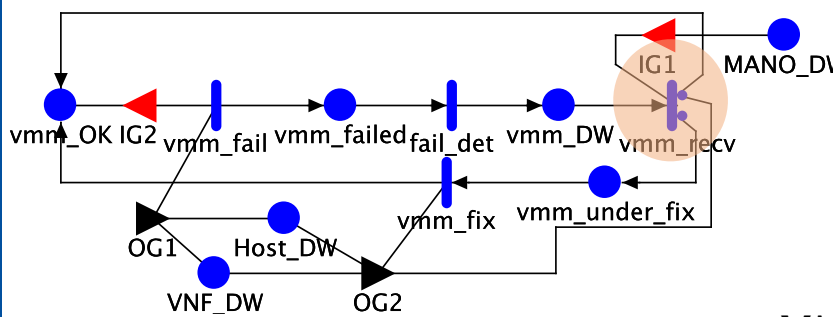 IG1
MANO_DW
vmm_OK IG2 vmm_fail vmm_failed fail_det vmm_DW vmm_recv
vmm_fix vmm_under_fix
OG1 Host_DW
VNF_DW OG2